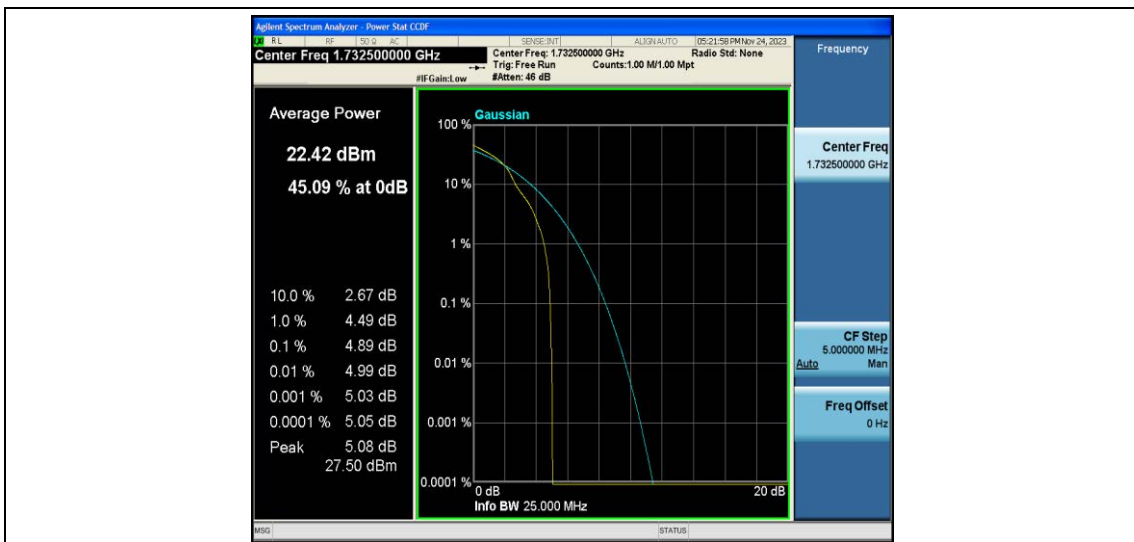 Agilent Spectrum Analyzer - Power Stat CCDF
RL RF 50 Ω AC SENSE:INT ALIGN AUTO 05:21:58 PM Nov 24, 2023
Center Freq 1.732500000 GHz
Center Freq: 1.732500000 GHz Radio Std: None
Trig: Free Run Counts:1.00 M/1.00 Mpt
#IFGain:Low #Atten: 46 dB
Frequency
Average Power
22.42 dBm
45.09 % at 0dB
10.0 % 2.67 dB
1.0 % 4.49 dB
0.1 % 4.89 dB
0.01 % 4.99 dB
0.001 % 5.03 dB
0.0001 % 5.05 dB
Peak 5.08 dB
27.50 dBm
Gaussian
100 %
10 %
1 %
0.1 %
0.01 %
0.001 %
0.0001 %
0 dB 20 dB
Info BW 25.000 MHz
Center Freq
1.732500000 GHz
CF Step
5.000000 MHz
Auto Man
Freq Offset
0 Hz
MSG STATUS